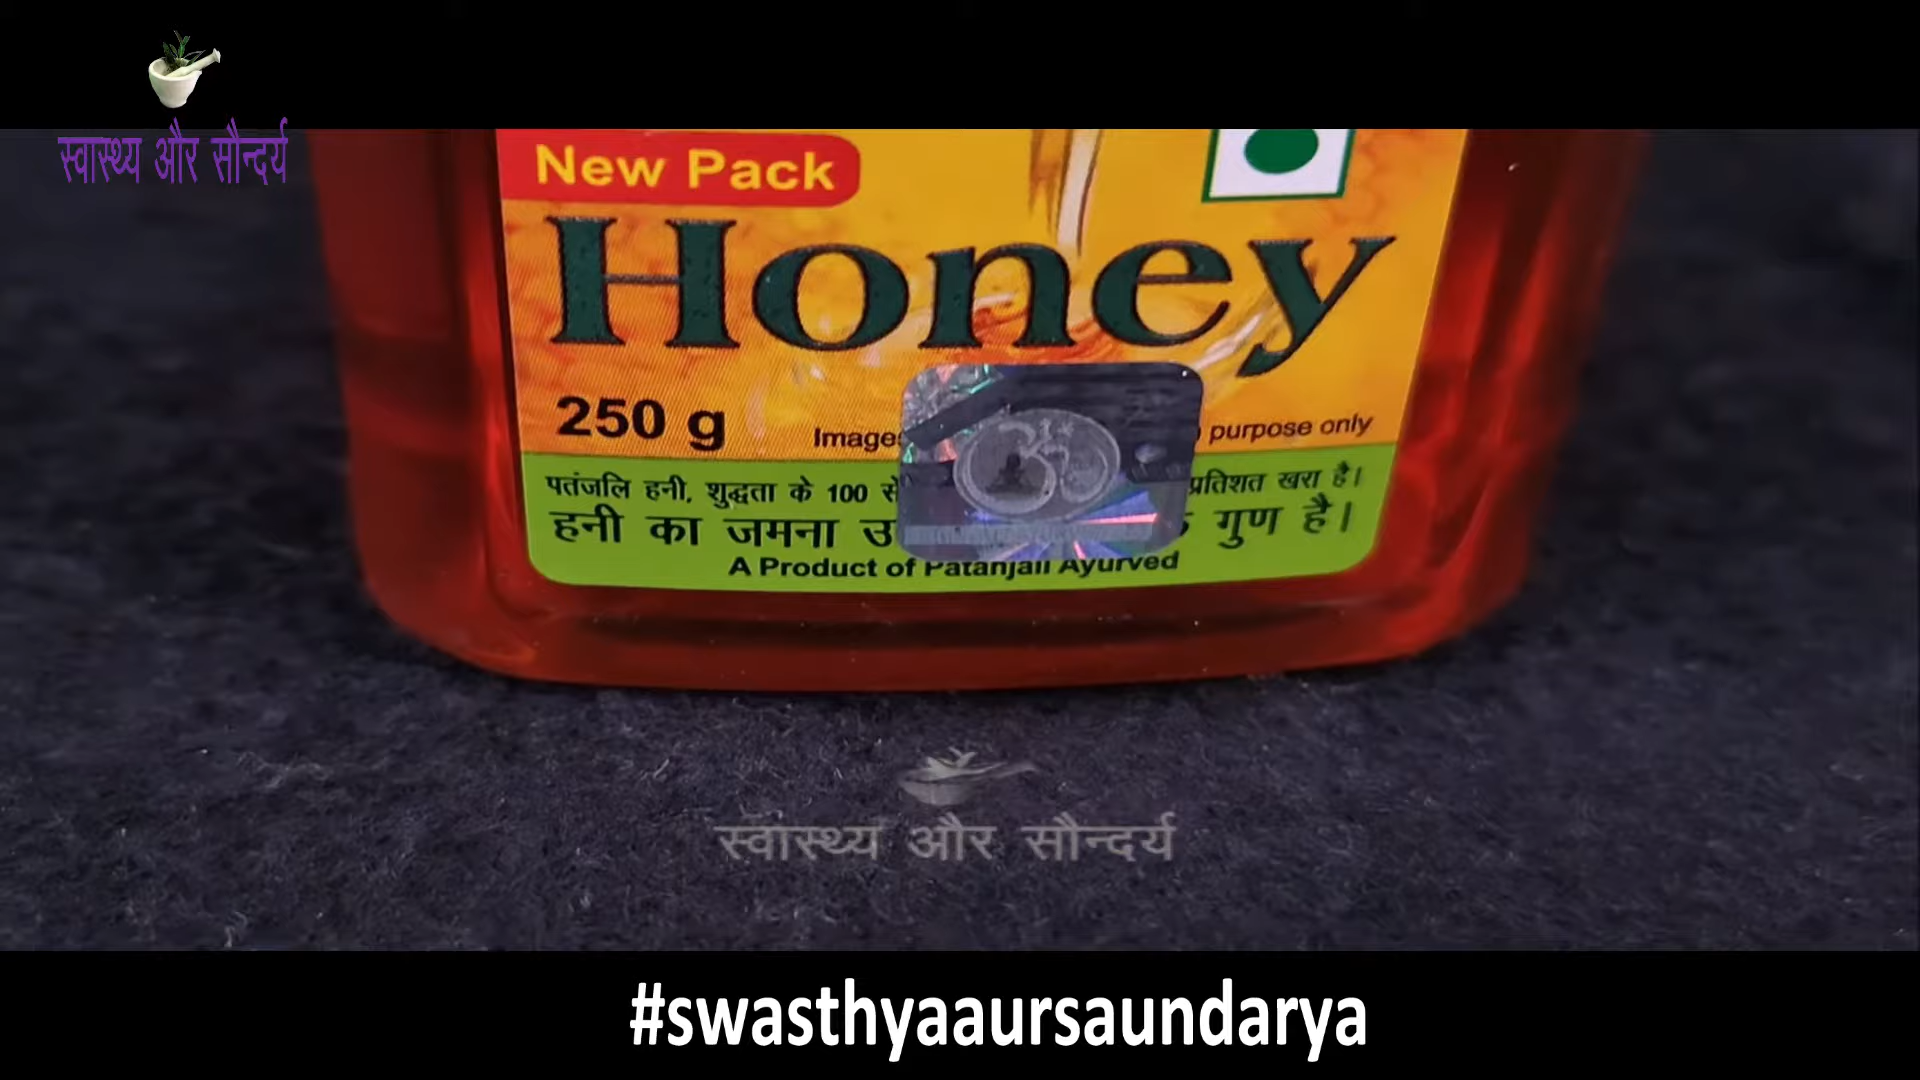 स्वास्थ्य और सौन्दर्य
New Pack
Honey
250 g
purpose only
पतंजलि हनी, शुद्धता के 100 प्रतिशत खरा है।
हनी का जमना गुण है।
A Product of Patanjali Ayurved
स्वास्थ्य और सौन्दर्य
#swasthyaaursaundarya